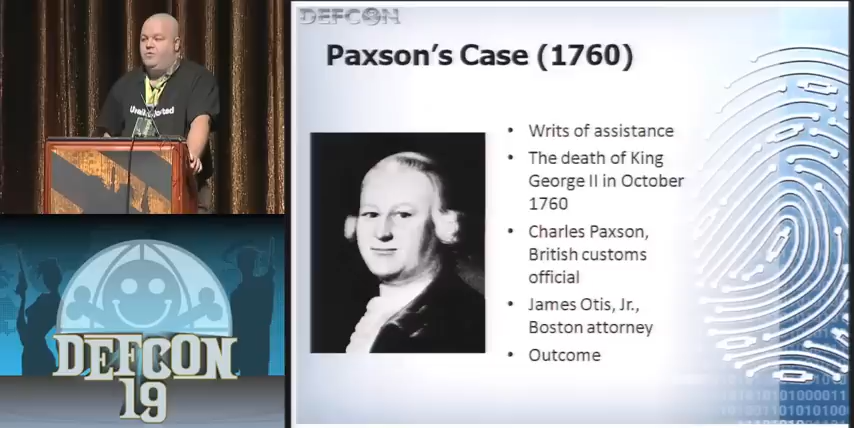 DEFCON
Paxson's Case (1760)
• Writs of assistance
• The death of King
George II in October
1760
• Charles Paxson,
British customs
official
• James Otis, Jr.,
Boston attorney
• Outcome
DEFCON
19